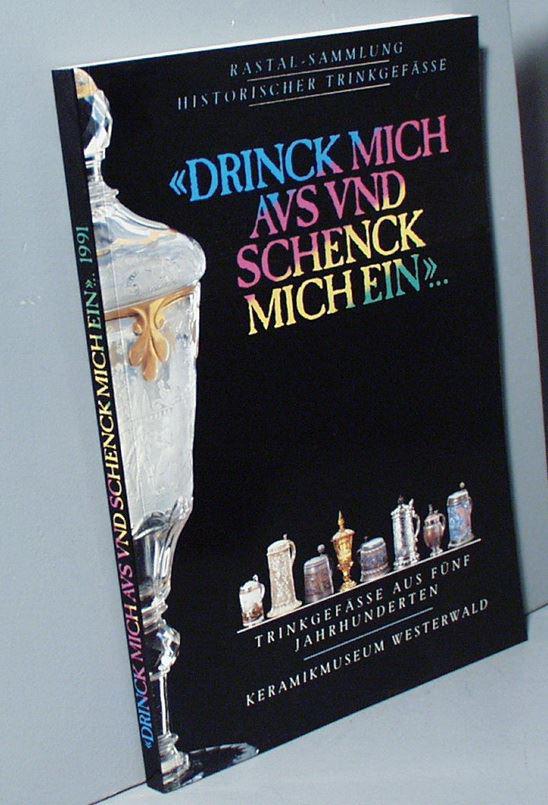 RASTAL-SAMMLUNG
HISTORISCHER TRINKGEFÄSSE
«DRINCK MICH
AVS VND
SCHENCK
MICH EIN»...
TRINKGEFÄSSE AUS FÜNF
JAHRHUNDERTEN
KERAMIKMUSEUM WESTERWALD
«DRINCK MICH AVS VND SCHENCK MICH EIN»... 1991